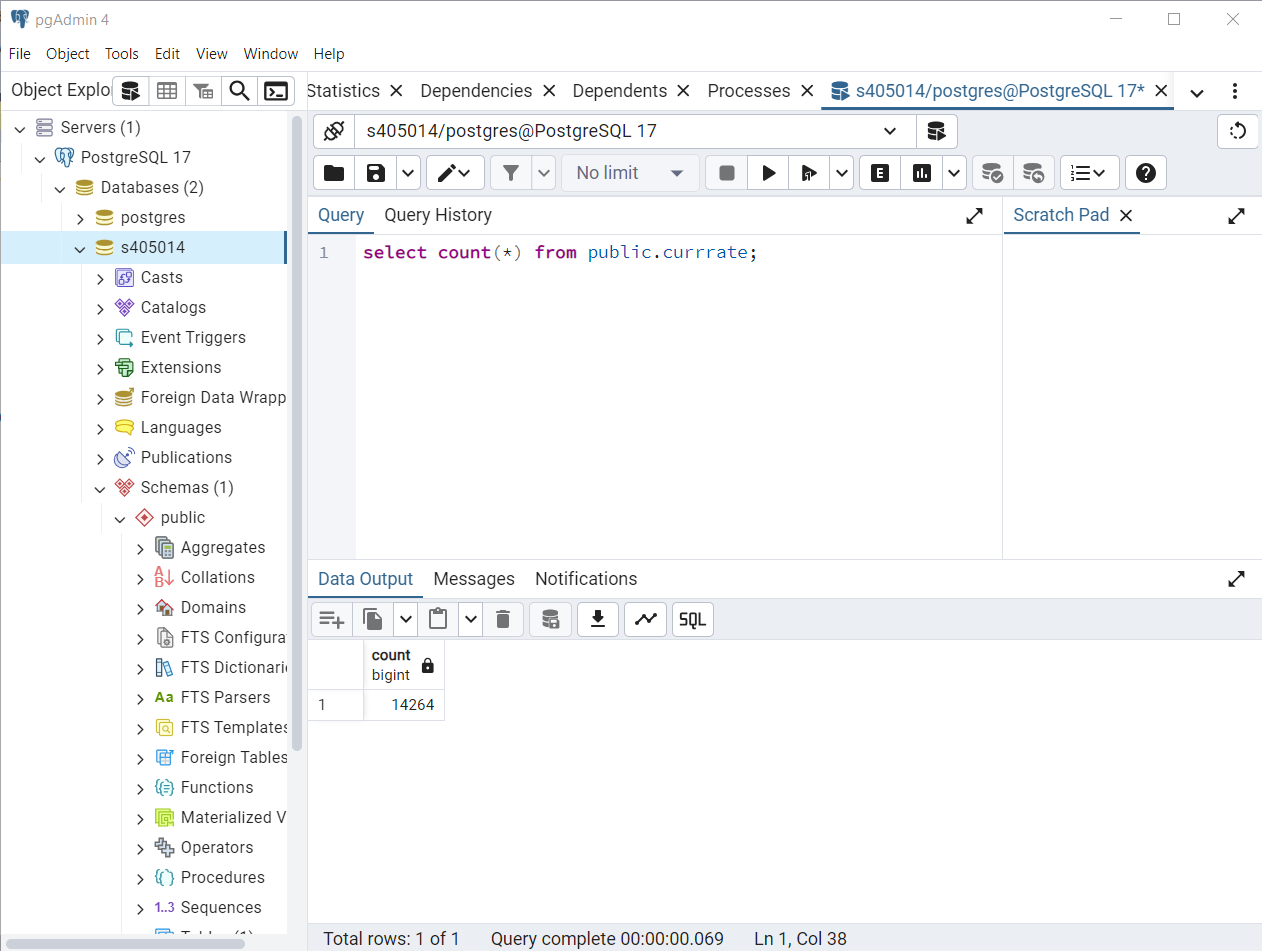 pgAdmin 4
File Object Tools Edit View Window Help
Object Explo
Statistics Dependencies Dependents Processes s405014/postgres@PostgreSQL 17*
Servers (1)
PostgreSQL 17
Databases (2)
postgres
s405014
Casts
Catalogs
Event Triggers
Extensions
Foreign Data Wrapp
Languages
Publications
Schemas (1)
public
Aggregates
Collations
Domains
FTS Configura
FTS Dictionari
FTS Parsers
FTS Templates
Foreign Tables
Functions
Materialized V
Operators
Procedures
1..3 Sequences
s405014/postgres@PostgreSQL 17
No limit
Query Query History
Scratch Pad
1 select count(*) from public.currrate;
Data Output Messages Notifications
SQL
count
bigint
1 14264
Total rows: 1 of 1 Query complete 00:00:00.069 Ln 1, Col 38